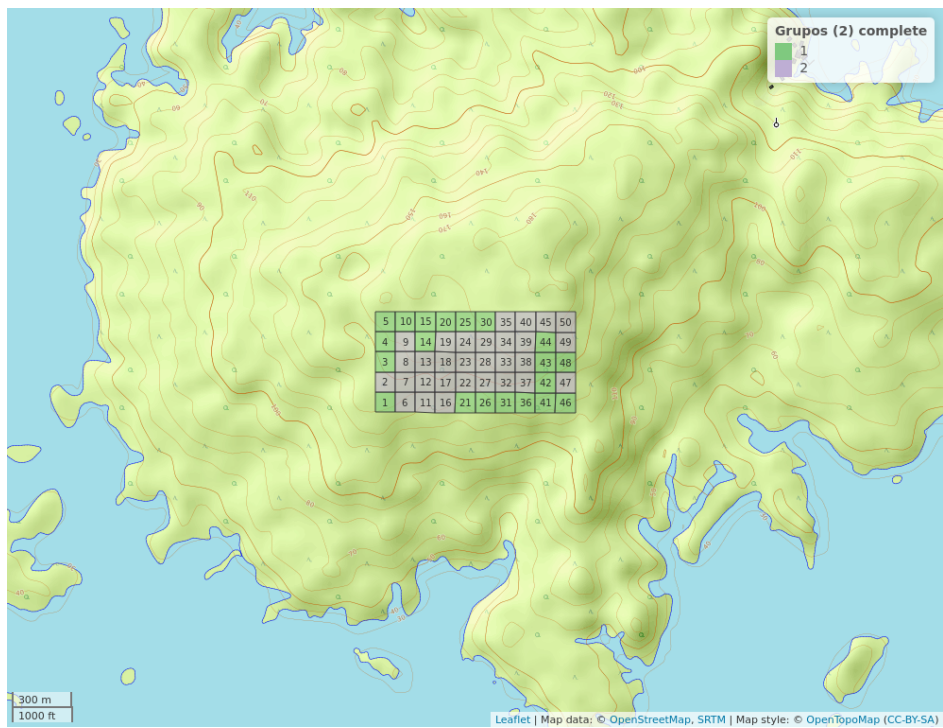 Grupos (2) complete
1
2
5 10 15 20 25 30 35 40 45 50
4 9 14 19 24 29 34 39 44 49
3 8 13 18 23 28 33 38 43 48
2 7 12 17 22 27 32 37 42 47
1 6 11 16 21 26 31 36 41 46
300 m
1000 ft
Leaflet | Map data: © OpenStreetMap, SRTM | Map style: © OpenTopoMap (CC-BY-SA)